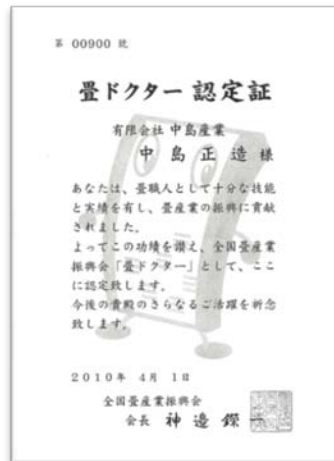 第 00900 號
畳ドクター 認定証
有限会社 中島産業
中島正造様
あなたは、畳職人として十分な技能
と実績を有し、畳産業の振興に貢献
されました。
よってこの功績を讃え、全国畳産業
振興会「畳ドクター」として、ここ
に認定致します。
今後の貴殿のさらなるご活躍を祈念
致します。
2010年 4月 1日
全国畳産業振興会
会長 神邉鏿一